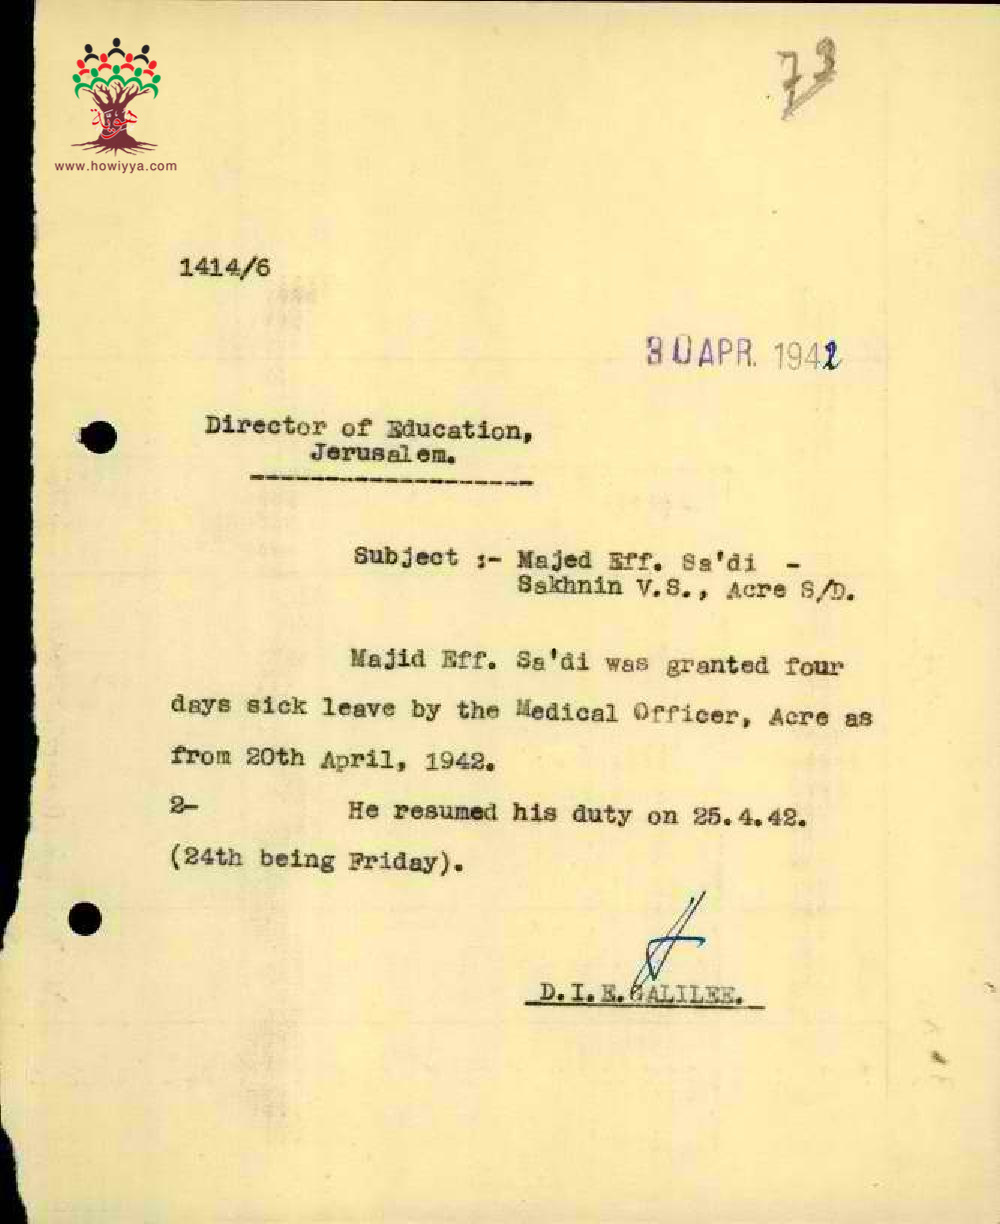 73
هوية
www.howiyya.com
1414/6
30 APR. 1942
Director of Education,
Jerusalem.
Subject :- Majed Eff. Sa'di -
Sakhnin V.S., Acre S/D.
Majid Eff. Sa'di was granted four
days sick leave by the Medical Officer, Acre as
from 20th April, 1942.
2- He resumed his duty on 25.4.42.
(24th being Friday).
D.I.E. GALILEE.